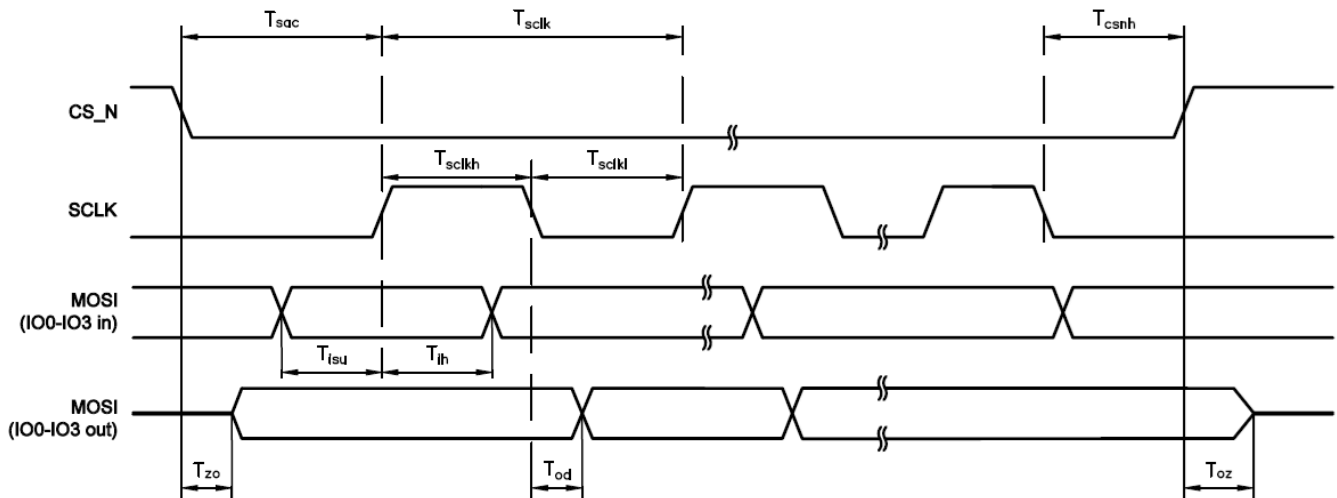 Tsac
Tsclk
Tcsnh
CS_N
Tsclkh
Tsclkl
SCLK
MOSI
(IO0-IO3 in)
Tisu
Tih
MOSI
(IO0-IO3 out)
Tzo
Tod
Toz